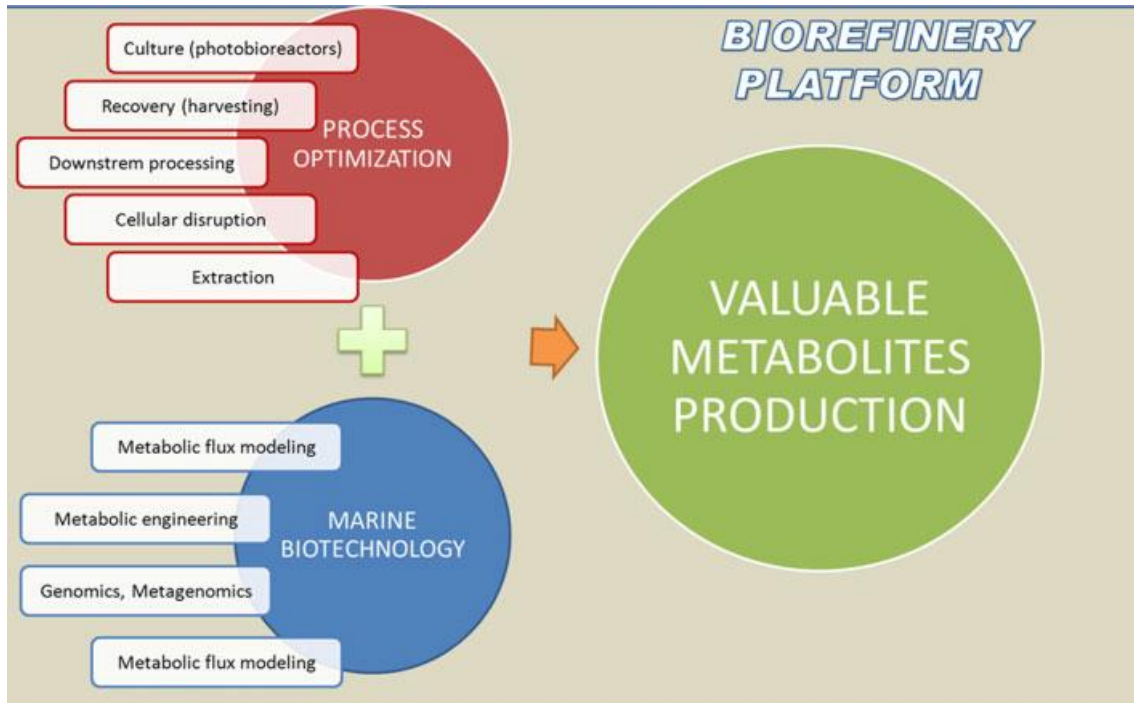 BIOREFINERY
PLATFORM
Culture (photobioreactors)
Recovery (harvesting)
Downstrem processing
Cellular disruption
Extraction
PROCESS
OPTIMIZATION
Metabolic flux modeling
Metabolic engineering
Genomics, Metagenomics
Metabolic flux modeling
MARINE
BIOTECHNOLOGY
VALUABLE
METABOLITES
PRODUCTION